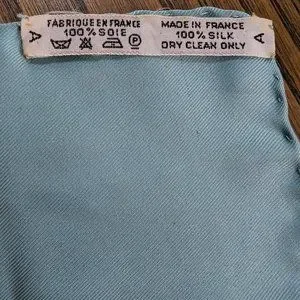 A
FABRIQUE EN FRANCE
100% SOIE
P
MADE IN FRANCE
100% SILK
DRY CLEAN ONLY
A